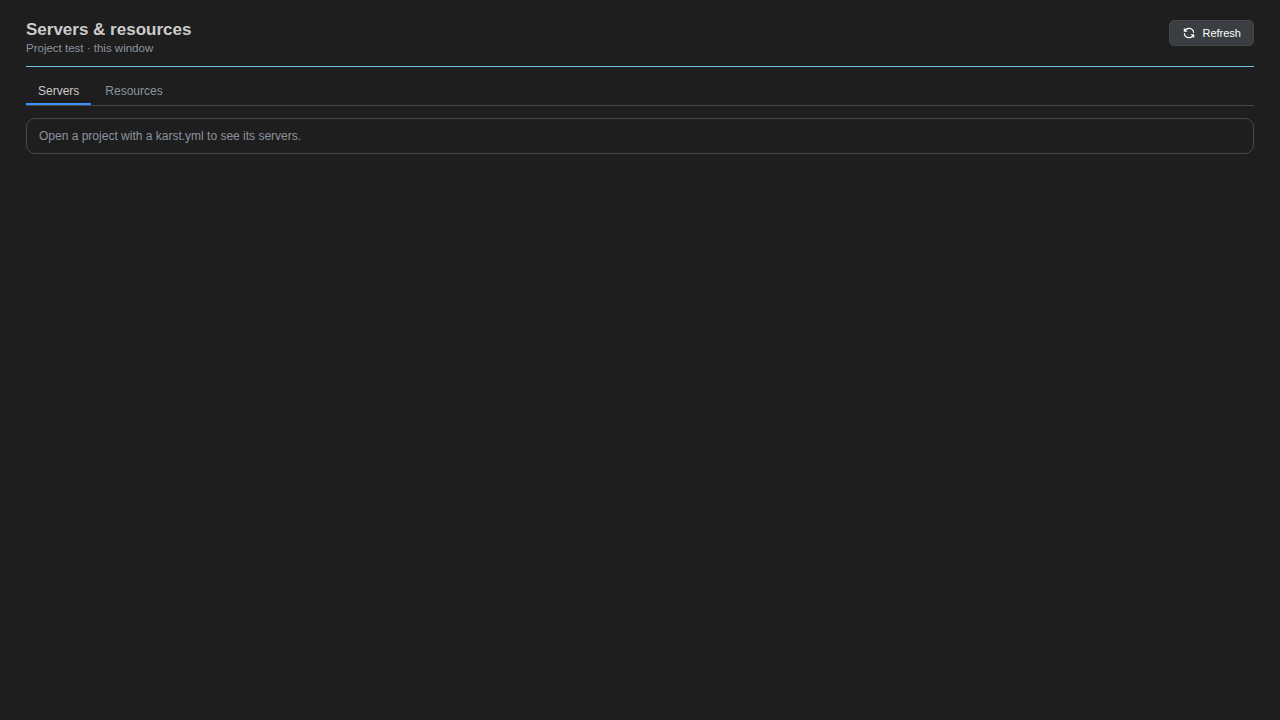 Servers & resources
Project test · this window
Refresh
Servers
Resources
Open a project with a karst.yml to see its servers.